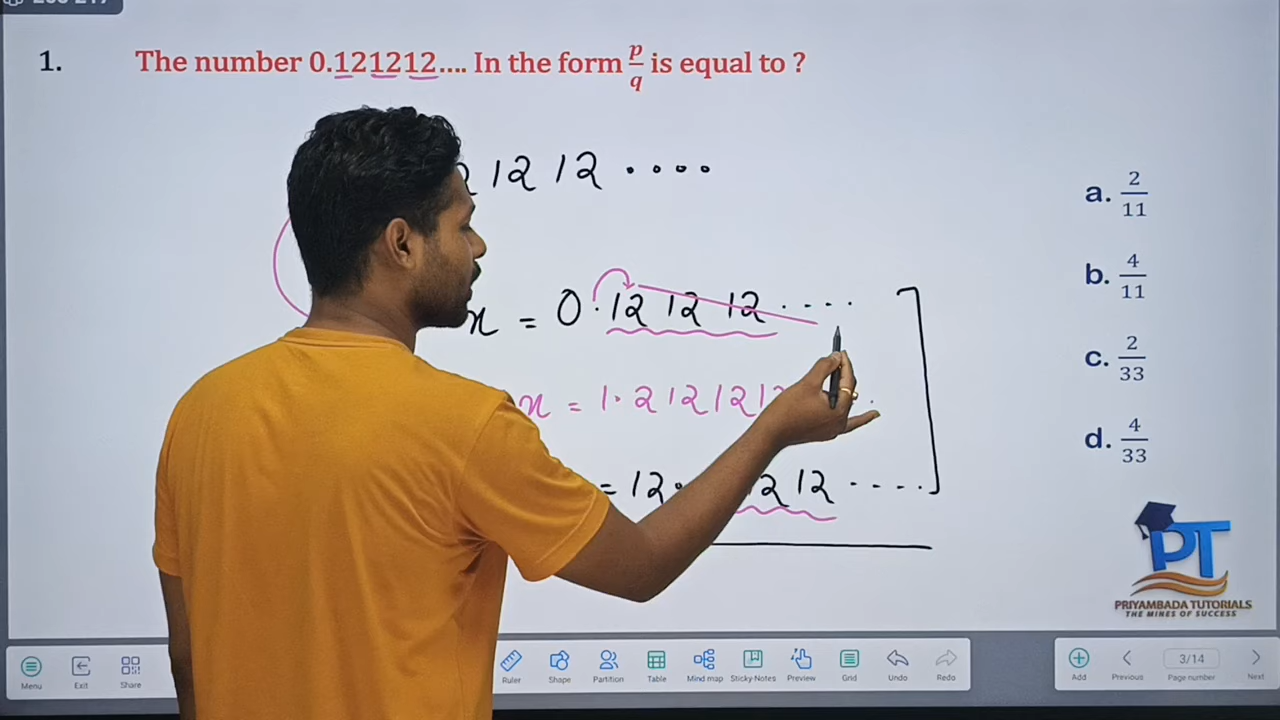 1. The number 0.121212.... In the form p/q is equal to ?
12 12 ....
a. 2/11
x = 0.12 12 12 ....
b. 4/11
c. 2/33
x = 1.2 12 12 12
d. 4/33
= 12. 12 12 ....
PT
PRIYAMBADA TUTORIALS
THE MINES OF SUCCESS
Menu Exit Share Ruler Shape Partition Table Mind map Sticky Notes Preview Grid Undo Redo Add Previous 3/14 Page number Next